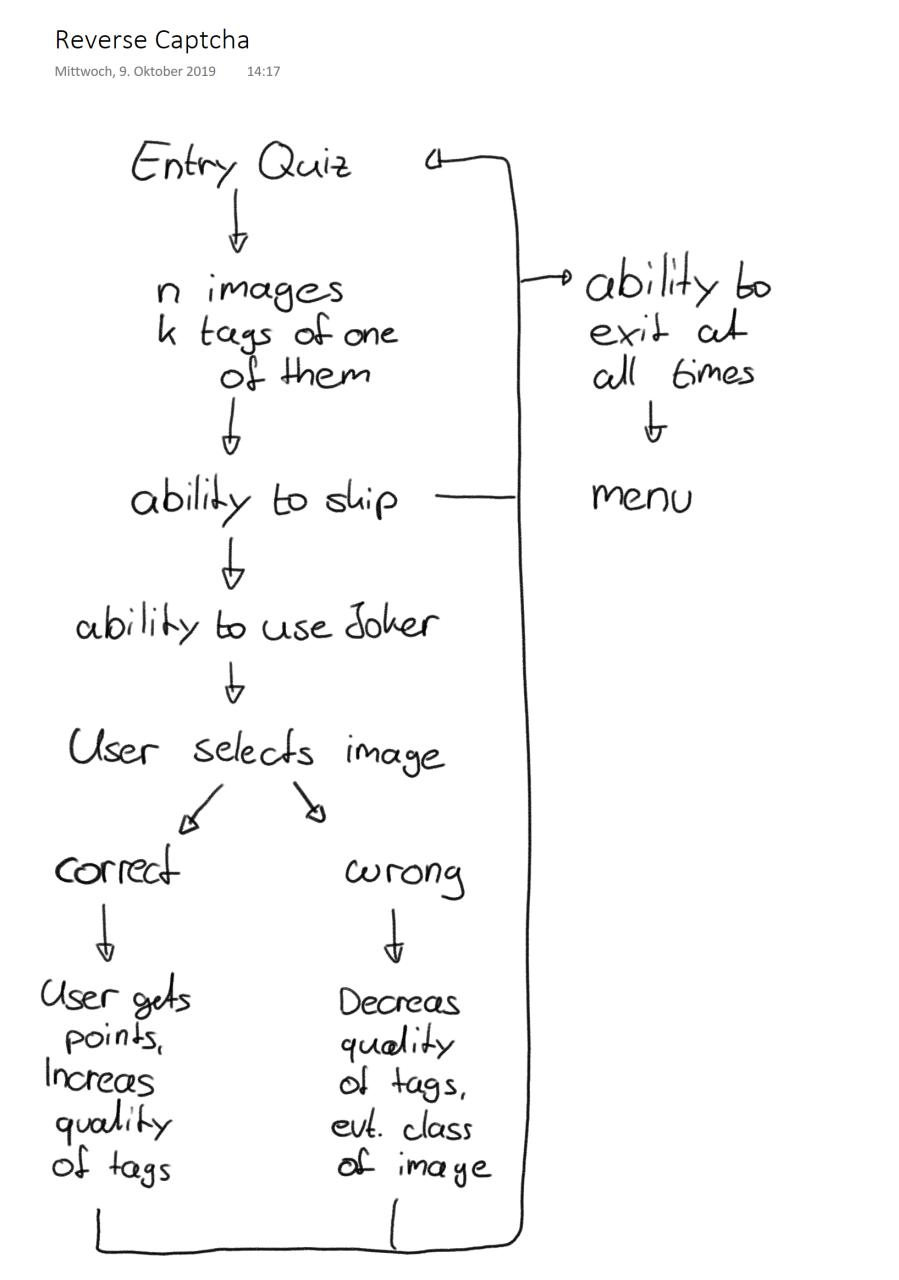 Reverse Captcha
Mittwoch, 9. Oktober 2019 14:17
Entry Quiz
n images
k tags of one
of them
ability to skip
ability to use Joker
User selects image
correct
User gets
points,
Increas
quality
of tags
wrong
Decreas
quality
of tags,
evt. class
of image
ability to
exit at
all times
menu